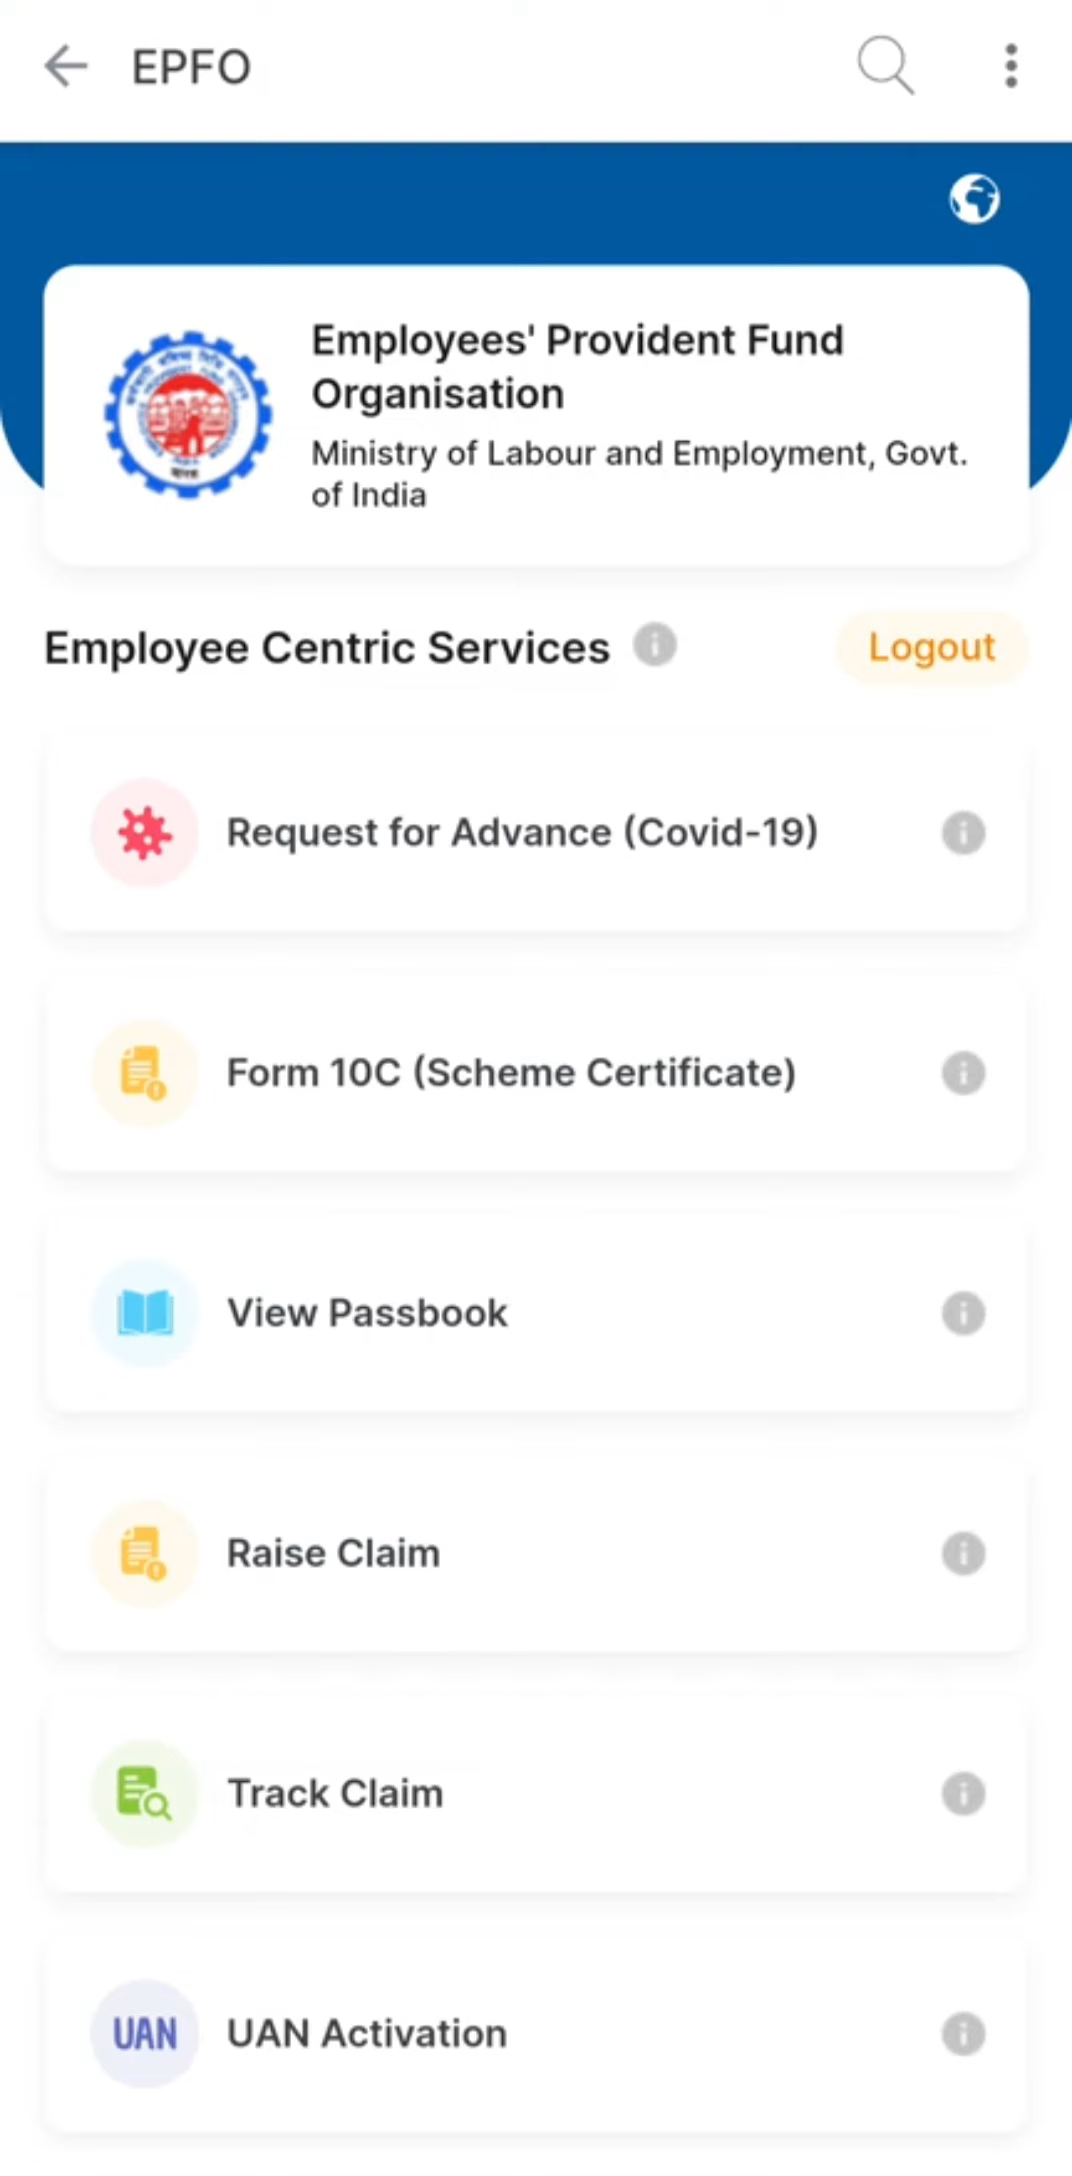 EPFO
Employees' Provident Fund
Organisation
Ministry of Labour and Employment, Govt.
of India
Employee Centric Services
Logout
Request for Advance (Covid-19)
Form 10C (Scheme Certificate)
View Passbook
Raise Claim
Track Claim
UAN
UAN Activation